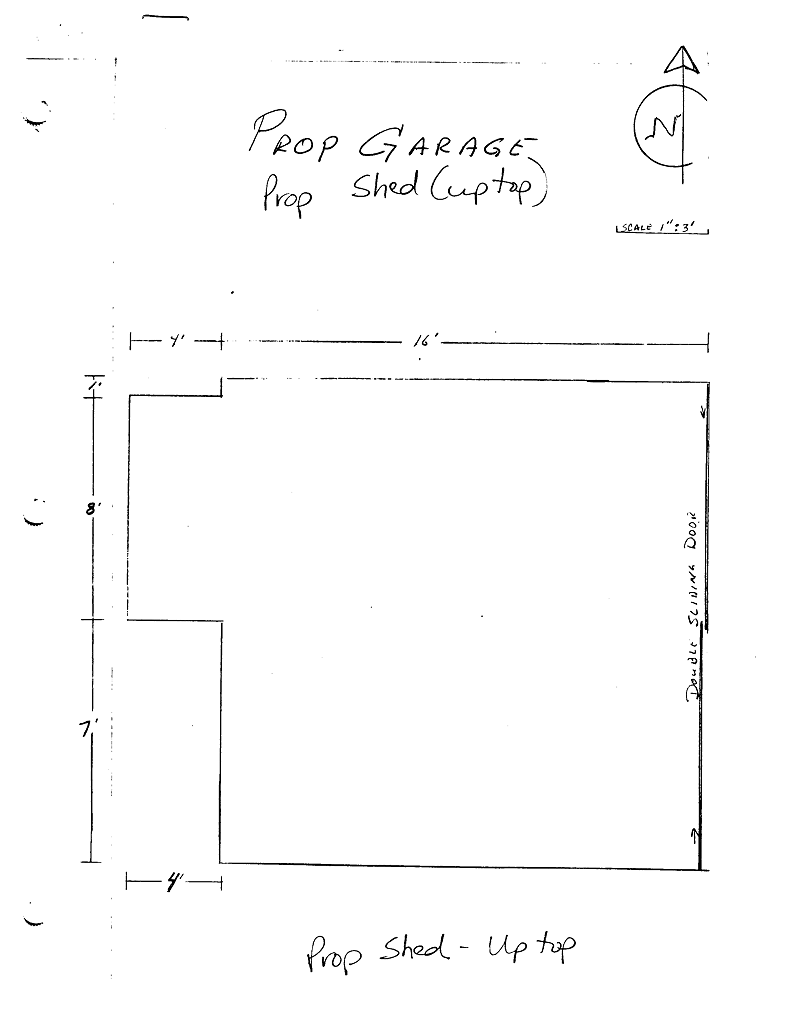 PROP GARAGE
Prop Shed (up top)
N
SCALE 1":3'
4'
16'
1'
8'
DOUBLE SLIDING DOOR
7'
4'
Prop Shed - Up top